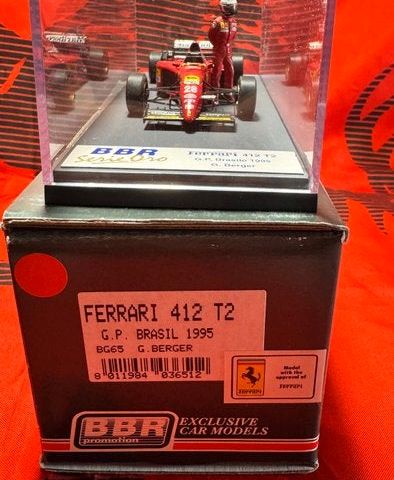 28
BBR
Serie Oro
Ferrari 412 T2
G.P. Brasile 1995
G. Berger
FERRARI 412 T2
G.P. BRASIL 1995
BG65 G.BERGER
8 011984 036512
Model
with the
approval of
Ferrari
BBR
promotion
EXCLUSIVE
CAR MODELS